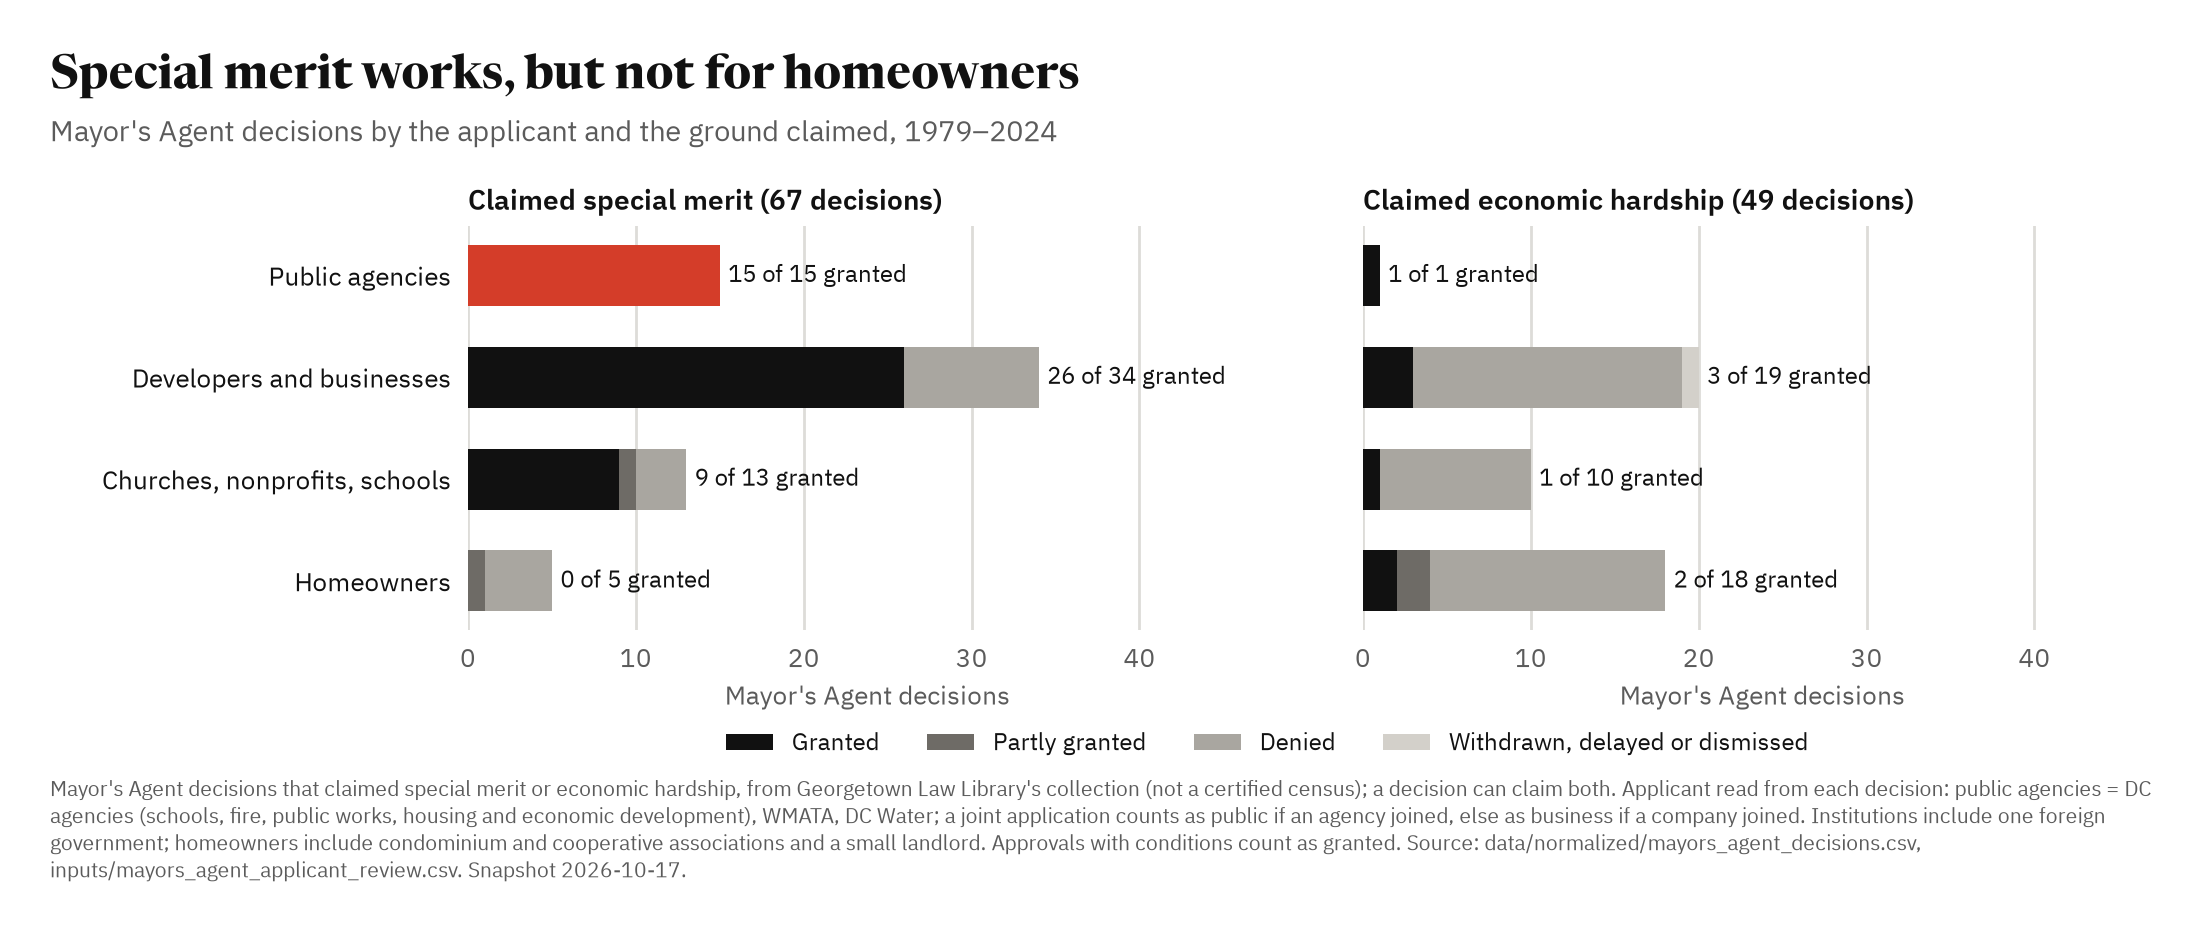 Special merit works, but not for homeowners
Mayor's Agent decisions by the applicant and the ground claimed, 1979–2024
Claimed special merit (67 decisions)
Public agencies
15 of 15 granted
Developers and businesses
26 of 34 granted
Churches, nonprofits, schools
9 of 13 granted
Homeowners
0 of 5 granted
0 10 20 30 40
Mayor's Agent decisions
Claimed economic hardship (49 decisions)
1 of 1 granted
3 of 19 granted
1 of 10 granted
2 of 18 granted
0 10 20 30 40
Mayor's Agent decisions
Granted Partly granted Denied Withdrawn, delayed or dismissed
Mayor's Agent decisions that claimed special merit or economic hardship, from Georgetown Law Library's collection (not a certified census); a decision can claim both. Applicant read from each decision: public agencies = DC
agencies (schools, fire, public works, housing and economic development), WMATA, DC Water; a joint application counts as public if an agency joined, else as business if a company joined. Institutions include one foreign
government; homeowners include condominium and cooperative associations and a small landlord. Approvals with conditions count as granted. Source: data/normalized/mayors_agent_decisions.csv,
inputs/mayors_agent_applicant_review.csv. Snapshot 2026-10-17.